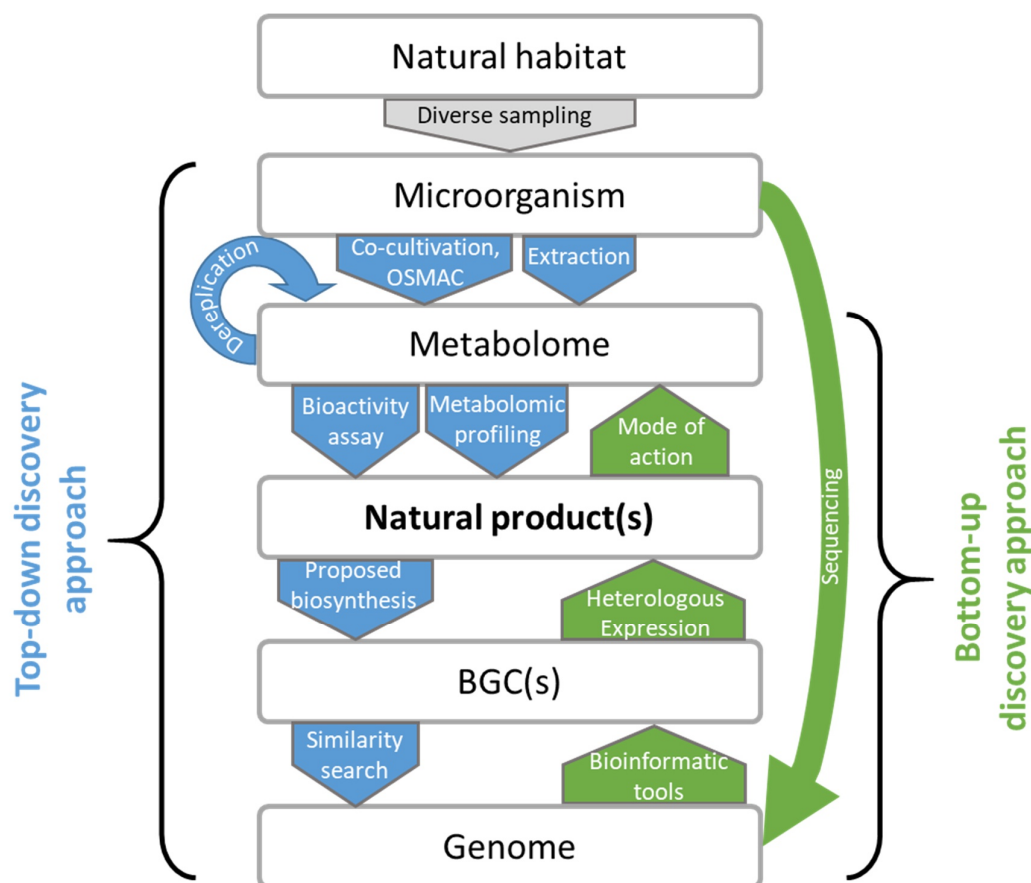 Natural habitat
Diverse sampling
Microorganism
Co-cultivation,
OSMAC
Extraction
Dereplication
Metabolome
Bioactivity
assay
Metabolomic
profiling
Mode of
action
Natural product(s)
Proposed
biosynthesis
Heterologous
Expression
BGC(s)
Similarity
search
Bioinformatic
tools
Genome
Top-down discovery
approach
Sequencing
Bottom-up
discovery approach